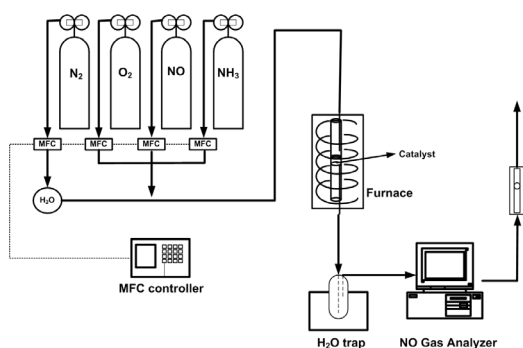 N2
O2
NO
NH3
MFC
MFC
MFC
MFC
H2O
Catalyst
Furnace
MFC controller
H2O trap
NO Gas Analyzer